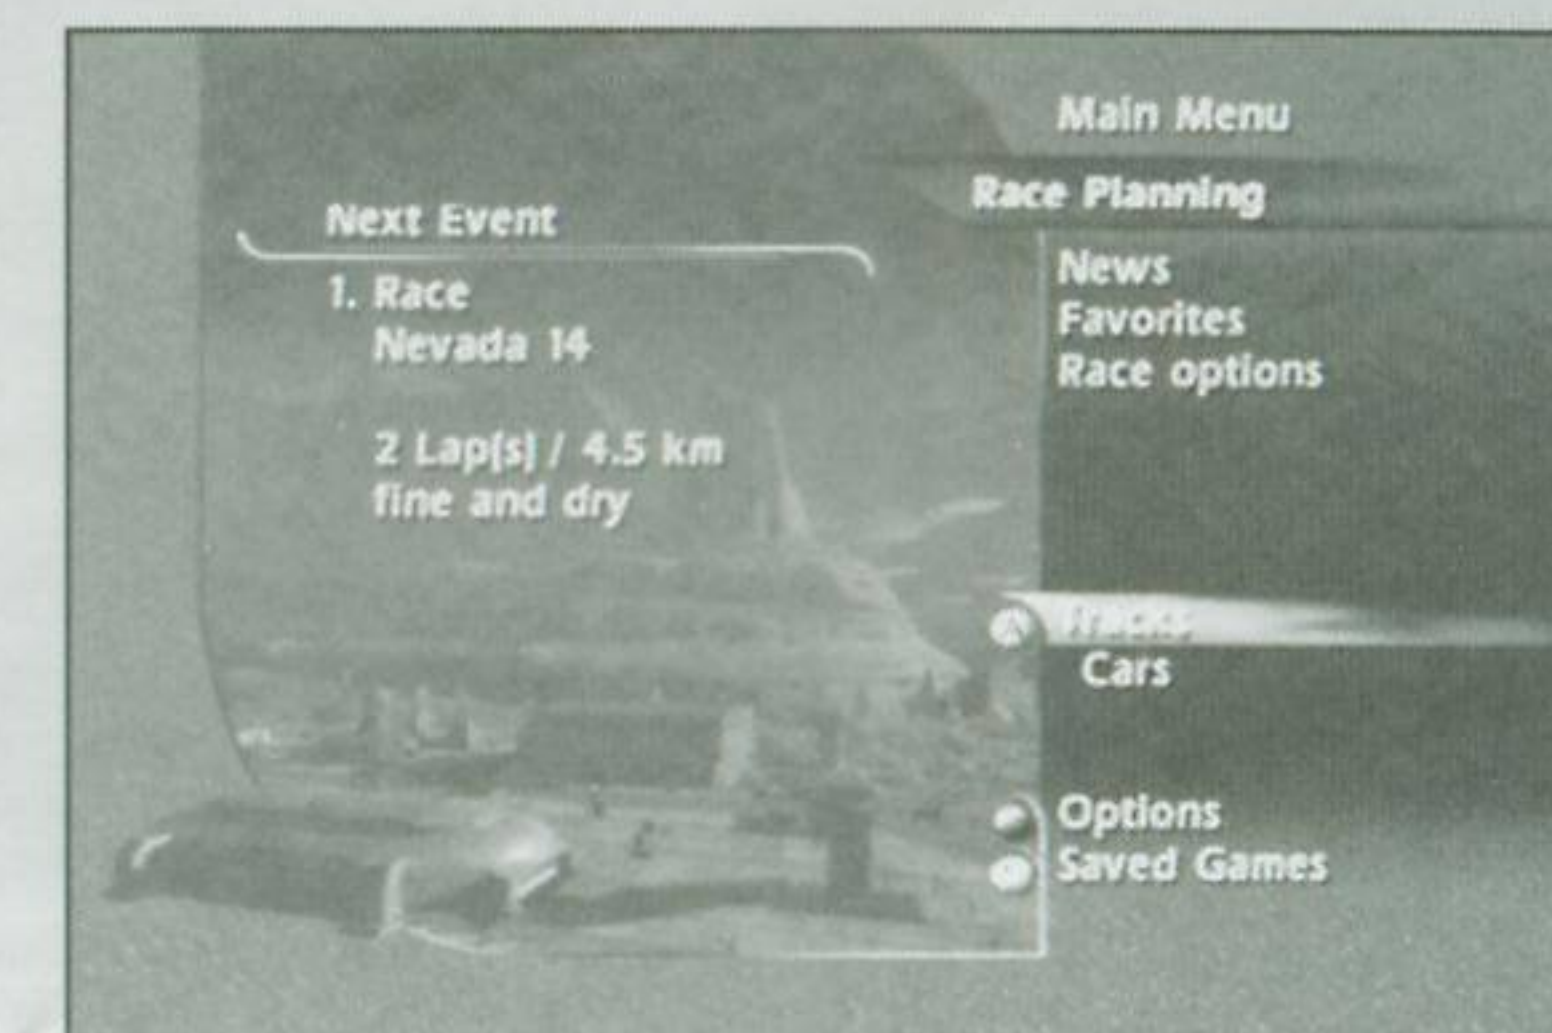 Main Menu
Race Planning
Next Event
1. Race
Nevada 14
2 Lap(s) / 4.5 km
fine and dry
News
Favorites
Race options
Tracks
Cars
Options
Saved Games